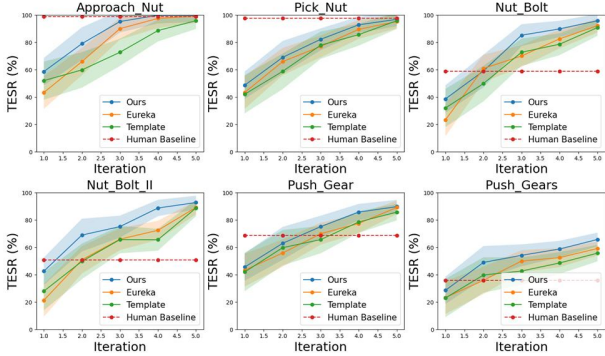 Approach_Nut
Pick_Nut
Nut_Bolt
TESR (%)
100
80
60
40
20
0
Ours
Eureka
Template
Human Baseline
1.0 1.5 2.0 2.5 3.0 3.5 4.0 4.5 5.0
Iteration
TESR (%)
100
80
60
40
20
0
Ours
Eureka
Template
Human Baseline
1.0 1.5 2.0 2.5 3.0 3.5 4.0 4.5 5.0
Iteration
TESR (%)
100
80
60
40
20
0
Ours
Eureka
Template
Human Baseline
1.0 1.5 2.0 2.5 3.0 3.5 4.0 4.5 5.0
Iteration
Nut_Bolt_II
Push_Gear
Push_Gears
TESR (%)
100
80
60
40
20
0
Ours
Eureka
Template
Human Baseline
1.0 1.5 2.0 2.5 3.0 3.5 4.0 4.5 5.0
Iteration
TESR (%)
100
80
60
40
20
0
Ours
Eureka
Template
Human Baseline
1.0 1.5 2.0 2.5 3.0 3.5 4.0 4.5 5.0
Iteration
TESR (%)
100
80
60
40
20
0
Ours
Eureka
Template
Human Baseline
1.0 1.5 2.0 2.5 3.0 3.5 4.0 4.5 5.0
Iteration